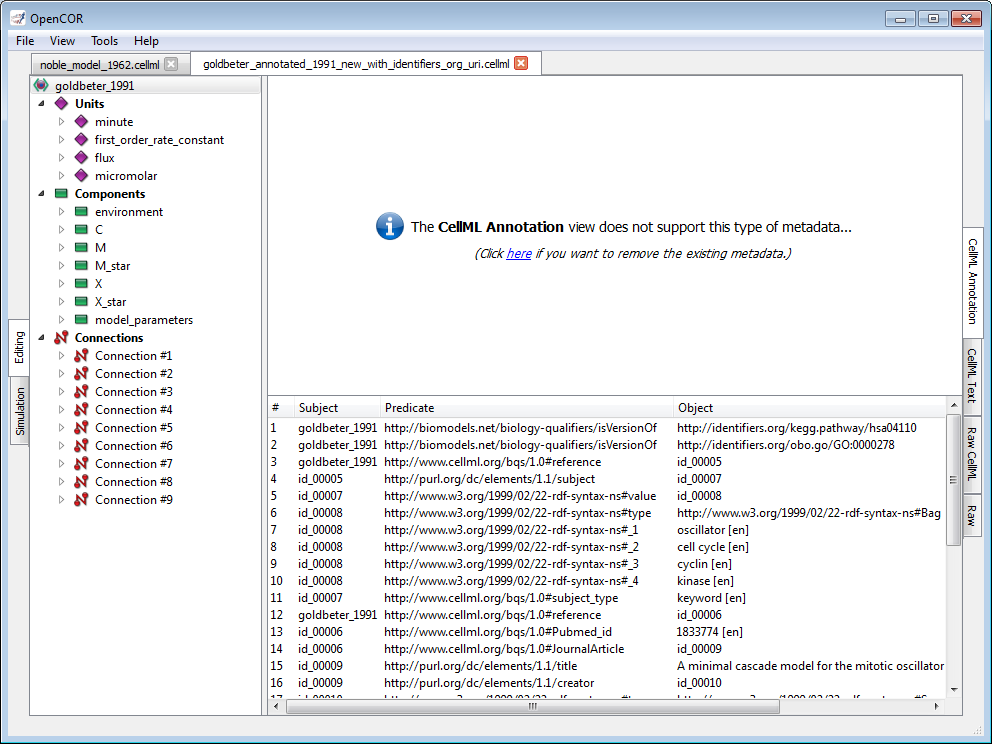 OpenCOR
File View Tools Help
noble_model_1962.cellml
goldbeter_annotated_1991_new_with_identifiers_org_uri.cellml
Editing
Simulation
goldbeter_1991
Units
minute
first_order_rate_constant
flux
micromolar
Components
environment
C
M
M_star
X
X_star
model_parameters
Connections
Connection #1
Connection #2
Connection #3
Connection #4
Connection #5
Connection #6
Connection #7
Connection #8
Connection #9
The CellML Annotation view does not support this type of metadata...
(Click here if you want to remove the existing metadata.)
# Subject Predicate Object
1 goldbeter_1991 http://biomodels.net/biology-qualifiers/isVersionOf http://identifiers.org/kegg.pathway/hsa04110
2 goldbeter_1991 http://biomodels.net/biology-qualifiers/isVersionOf http://identifiers.org/obo.go/GO:0000278
3 goldbeter_1991 http://www.cellml.org/bqs/1.0#reference id_00005
4 id_00005 http://purl.org/dc/elements/1.1/subject id_00007
5 id_00007 http://www.w3.org/1999/02/22-rdf-syntax-ns#value id_00008
6 id_00008 http://www.w3.org/1999/02/22-rdf-syntax-ns#type http://www.w3.org/1999/02/22-rdf-syntax-ns#Bag
7 id_00008 http://www.w3.org/1999/02/22-rdf-syntax-ns#_1 oscillator [en]
8 id_00008 http://www.w3.org/1999/02/22-rdf-syntax-ns#_2 cell cycle [en]
9 id_00008 http://www.w3.org/1999/02/22-rdf-syntax-ns#_3 cyclin [en]
10 id_00008 http://www.w3.org/1999/02/22-rdf-syntax-ns#_4 kinase [en]
11 id_00007 http://www.cellml.org/bqs/1.0#subject_type keyword [en]
12 goldbeter_1991 http://www.cellml.org/bqs/1.0#reference id_00006
13 id_00006 http://www.cellml.org/bqs/1.0#Pubmed_id 1833774 [en]
14 id_00006 http://www.cellml.org/bqs/1.0#JournalArticle id_00009
15 id_00009 http://purl.org/dc/elements/1.1/title A minimal cascade model for the mitotic oscillator
16 id_00009 http://purl.org/dc/elements/1.1/creator id_00010
CellML Annotation
CellML Text
Raw CellML
Raw